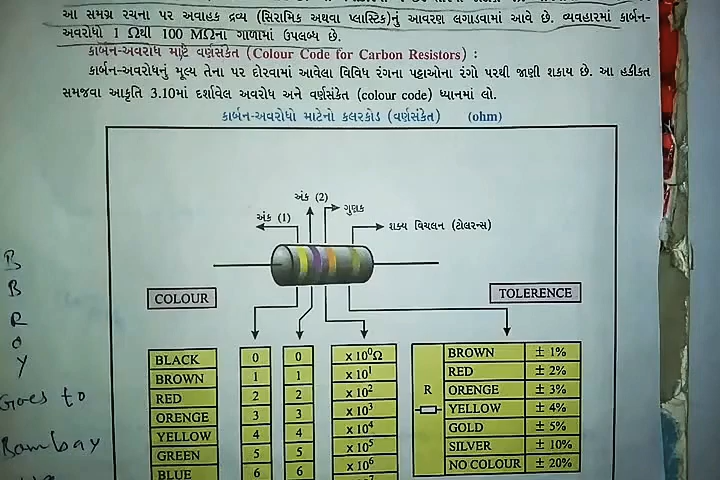 આ સમગ્ર રચના પર અવાહક દ્રવ્ય (સિરામિક અથવા પ્લાસ્ટિક)નું આવરણ લગાડવામાં આવે છે. વ્યવહારમાં કાર્બન-
અવરોધો 1 Ωથી 100 MΩના ગાળામાં ઉપલબ્ધ છે.
કાર્બન-અવરોધ માટે વર્ણસંકેત (Colour Code for Carbon Resistors) :
કાર્બન-અવરોધનું મૂલ્ય તેના પર દોરવામાં આવેલા વિવિધ રંગના પટ્ટાઓના રંગો પરથી જાણી શકાય છે. આ હકીકત
સમજવા આકૃતિ 3.10માં દર્શાવેલ અવરોધ અને વર્ણસંકેત (colour code) ધ્યાનમાં લો.
કાર્બન-અવરોધો માટેનો કલરકોડ (વર્ણસંકેત) (ohm)
અંક (1) અંક (2) ગુણક
શક્ય વિચલન (ટોલરન્સ)
COLOUR TOLERENCE
BLACK 0 0 x 10⁰Ω BROWN ± 1%
BROWN 1 1 x 10¹ RED ± 2%
RED 2 2 x 10² R ORENGE ± 3%
ORENGE 3 3 x 10³ YELLOW ± 4%
YELLOW 4 4 x 10⁴ GOLD ± 5%
GREEN 5 5 x 10⁵ SILVER ± 10%
BLUE 6 6 x 10⁶ NO COLOUR ± 20%
B
B
R
O
Y
Goes to
Bombay